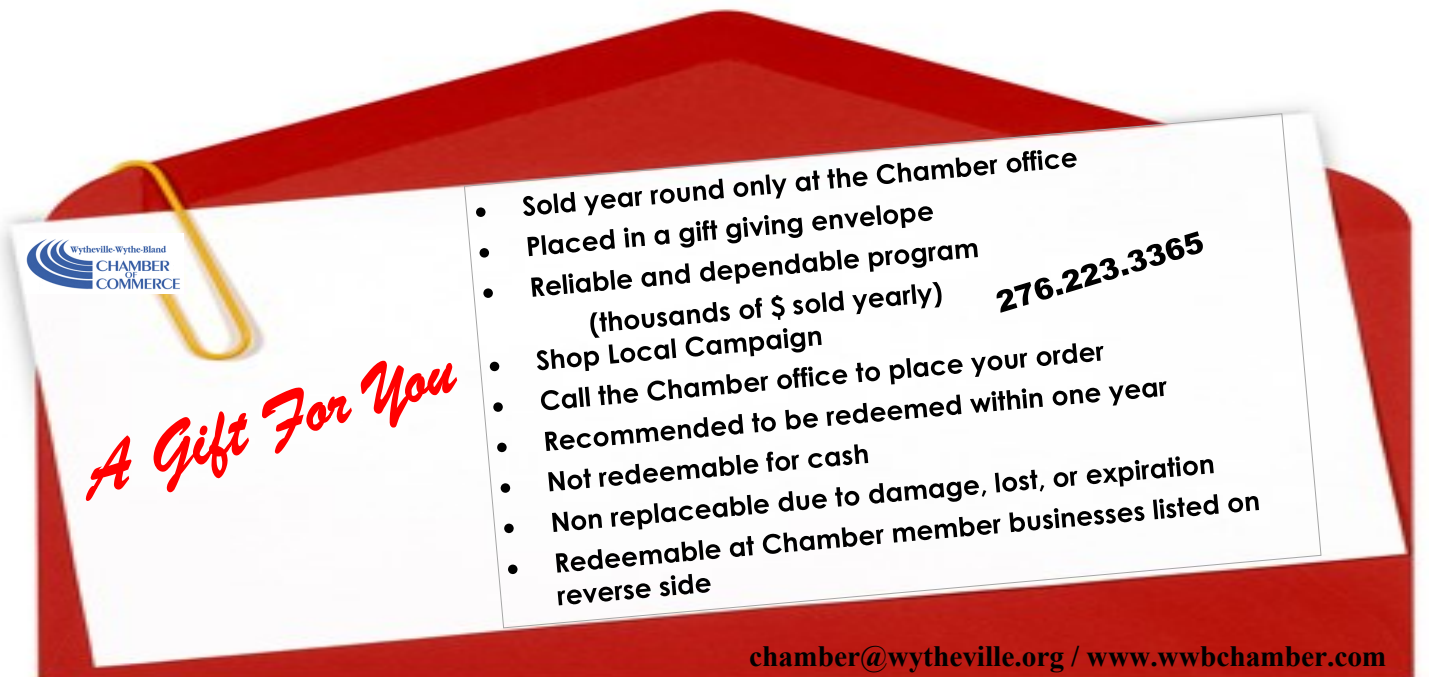 Wytheville-Wythe-Bland
CHAMBER
OF
COMMERCE
A Gift For You
• Sold year round only at the Chamber office
• Placed in a gift giving envelope
• Reliable and dependable program
(thousands of $ sold yearly)
276.223.3365
• Shop Local Campaign
• Call the Chamber office to place your order
• Recommended to be redeemed within one year
• Not redeemable for cash
• Non replaceable due to damage, lost, or expiration
• Redeemable at Chamber member businesses listed on
reverse side
chamber@wytheville.org / www.wwbchamber.com